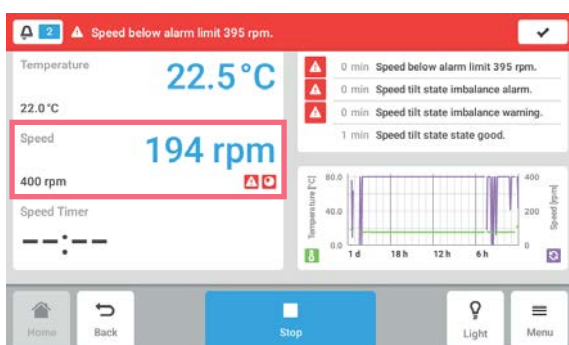 2
Speed below alarm limit 395 rpm.
Temperature
22.5°C
22.0°C
Speed
194 rpm
400 rpm
Speed Timer
--:--
0 min Speed below alarm limit 395 rpm.
0 min Speed tilt state imbalance alarm.
0 min Speed tilt state imbalance warning.
1 min Speed tilt state state good.
Temperature [°C]
80.0
40.0
0.0
1 d 18 h 12 h 6 h
400
200
0
Speed [rpm]
Home
Back
Stop
Light
Menu